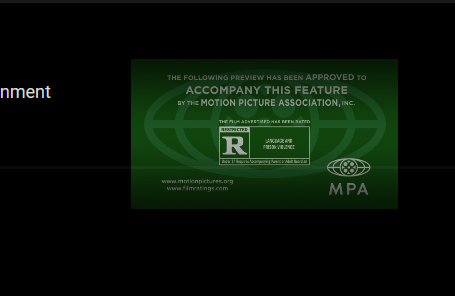 nment
THE FOLLOWING PREVIEW HAS BEEN APPROVED TO
ACCOMPANY THIS FEATURE
BY THE MOTION PICTURE ASSOCIATION, INC.
THE FILM ADVERTISED HAS BEEN RATED
RESTRICTED
R
LANGUAGE AND
PRISON VIOLENCE
Under 17 Requires Accompanying Parent or Adult Guardian
www.motionpictures.org
www.filmratings.com
MPA